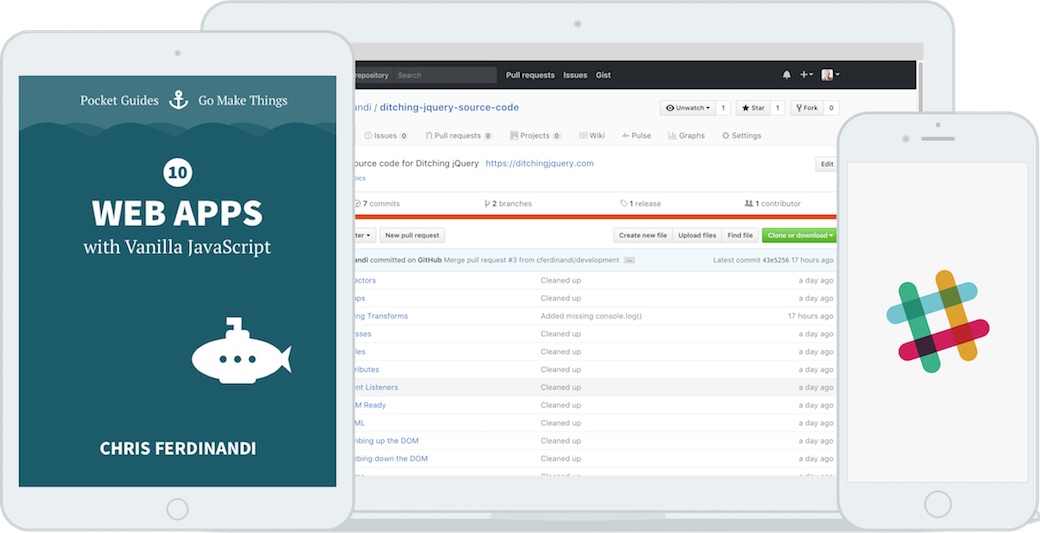 Pocket Guides Go Make Things
10
WEB APPS
with Vanilla JavaScript
CHRIS FERDINANDI
repository Search Pull requests Issues Gist
andi / ditching-jquery-source-code Unwatch 1 Star 1 Fork 0
Issues 0 Pull requests 0 Projects 0 Wiki Pulse Graphs Settings
ource code for Ditching jQuery https://ditchingjquery.com Edit
ics
7 commits 2 branches 1 release 1 contributor
ter New pull request Create new file Upload files Find file Clone or download
andi committed on GitHub Merge pull request #3 from cferdinandi/development ... Latest commit 43e5256 17 hours ago
ectors Cleaned up a day ago
ps Cleaned up a day ago
ing Transforms Added missing console.log() 17 hours ago
sses Cleaned up a day ago
les Cleaned up a day ago
ributes Cleaned up a day ago
nt Listeners Cleaned up a day ago
M Ready Cleaned up a day ago
ML Cleaned up a day ago
mbing up the DOM Cleaned up a day ago
mbing down the DOM Cleaned up a day ago